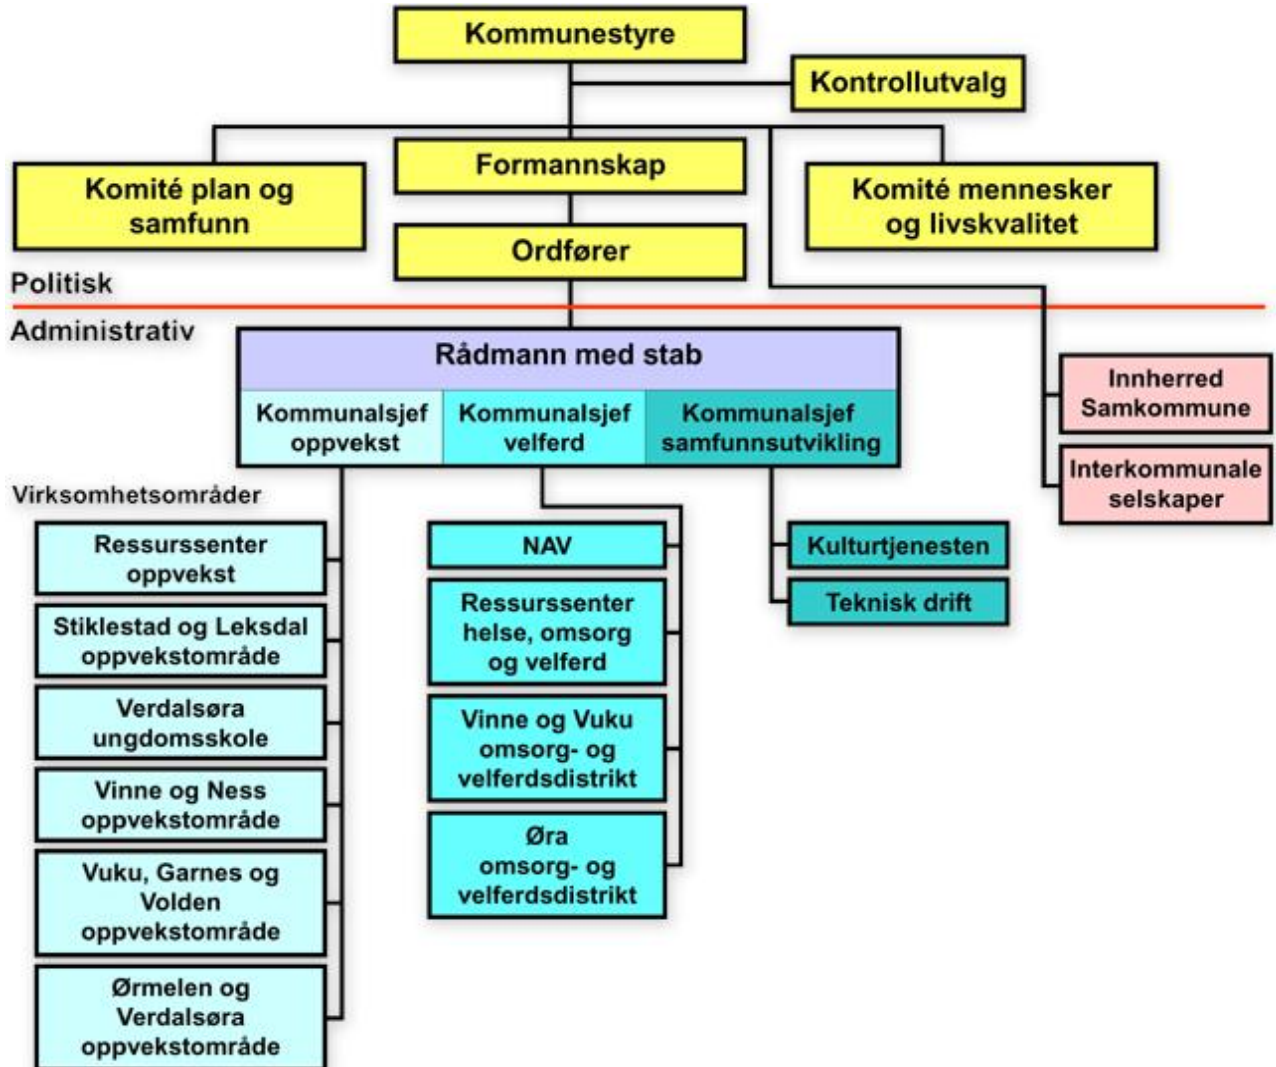 Kommunestyre
Kontrollutvalg
Komité plan og
samfunn
Formannskap
Komité mennesker
og livskvalitet
Ordfører
Politisk
Administrativ
Rådmann med stab
Kommunalsjef
oppvekst
Kommunalsjef
velferd
Kommunalsjef
samfunnsutvikling
Innherred
Samkommune
Interkommunale
selskaper
Virksomhetsområder
Ressurssenter
oppvekst
Stiklestad og Leksdal
oppvekstområde
Verdalsøra
ungdomsskole
Vinne og Ness
oppvekstområde
Vuku, Garnes og
Volden
oppvekstområde
Ørmelen og
Verdalsøra
oppvekstområde
NAV
Ressurssenter
helse, omsorg
og velferd
Vinne og Vuku
omsorg- og
velferdsdistrikt
Øra
omsorg- og
velferdsdistrikt
Kulturtjenesten
Teknisk drift